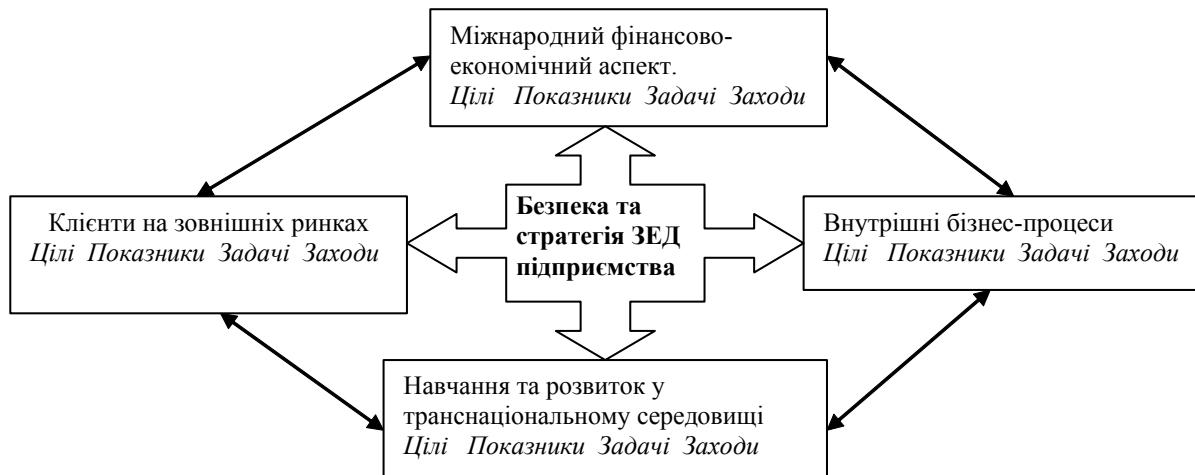 Міжнародний фінансово-
економічний аспект.
Цілі Показники Задачі Заходи
Клієнти на зовнішніх ринках
Цілі Показники Задачі Заходи
Безпека та
стратегія ЗЕД
підприємства
Внутрішні бізнес-процеси
Цілі Показники Задачі Заходи
Навчання та розвиток у
транснаціональному середовищі
Цілі Показники Задачі Заходи